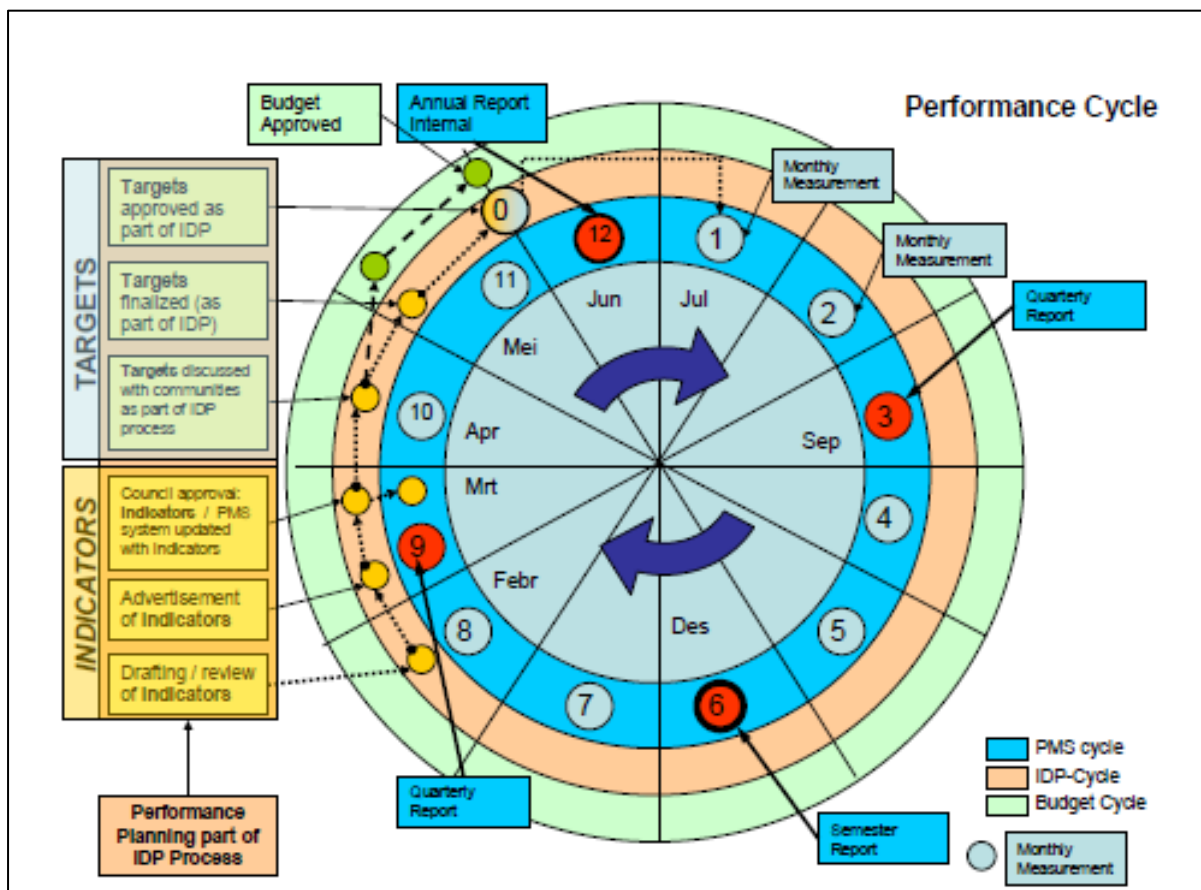 Performance Cycle
Budget
Approved
Annual Report
Internal
Monthly
Measurement
Monthly
Measurement
Quarterly
Report
TARGETS
Targets
approved as
part of IDP
Targets
finalized (as
part of IDP)
Targets discussed
with communities
as part of IDP
process
INDICATORS
Council approval:
Indicators / PMS
system updated
with Indicators
Advertisement
of Indicators
Drafting / review
of Indicators
Performance
Planning part of
IDP Process
0
12
1
11
2
10
3
9
4
8
5
7
6
Jun
Jul
Mei
Apr
Sep
Mrt
Febr
Des
Quarterly
Report
Semester
Report
PMS cycle
IDP-Cycle
Budget Cycle
Monthly
Measurement